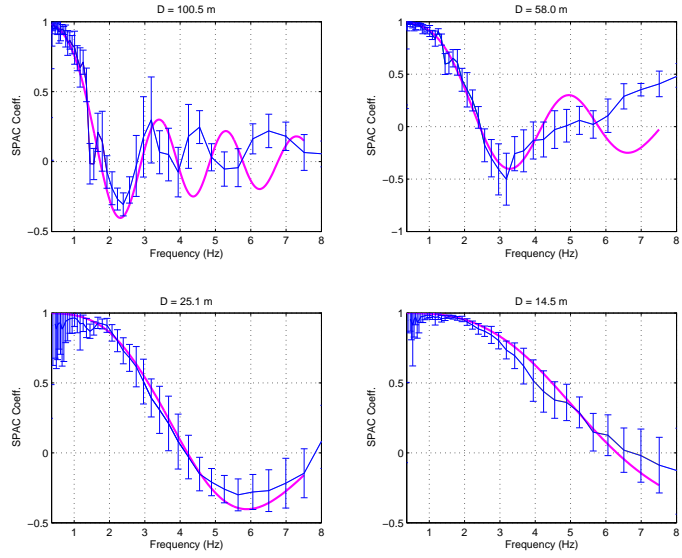 D = 100.5 m
SPAC Coeff.
1
0.5
0
−0.5
1 2 3 4 5 6 7 8
Frequency (Hz)
D = 58.0 m
SPAC Coeff.
1
0.5
0
−0.5
−1
1 2 3 4 5 6 7 8
Frequency (Hz)
D = 25.1 m
SPAC Coeff.
1
0.5
0
−0.5
1 2 3 4 5 6 7 8
Frequency (Hz)
D = 14.5 m
SPAC Coeff.
1
0.5
0
−0.5
1 2 3 4 5 6 7 8
Frequency (Hz)